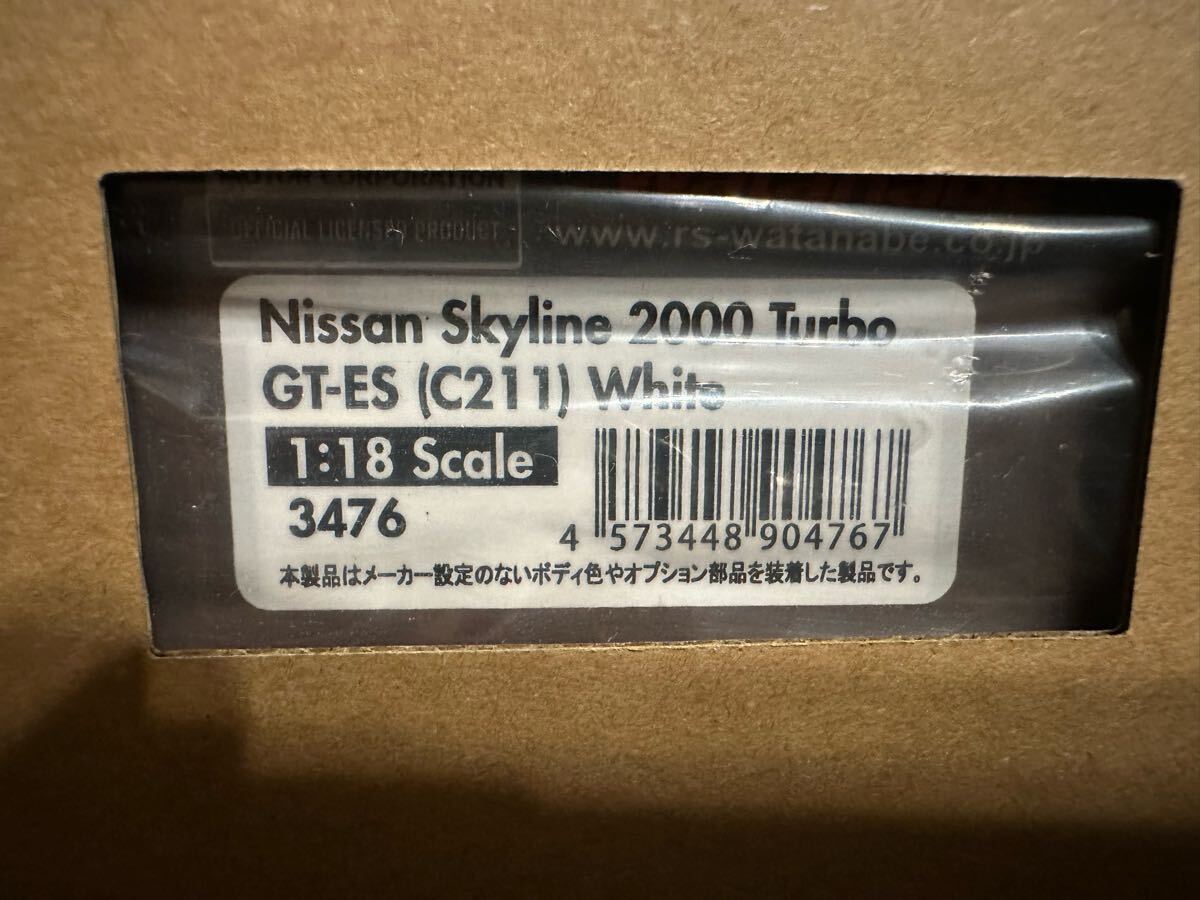 MOTOR CORPORATION
OFFICIAL LICENSED PRODUCT
www.rs-watanabe.co.jp
Nissan Skyline 2000 Turbo
GT-ES (C211) White
1:18 Scale
3476
4 573448 904767
本製品はメーカー設定のないボディ色やオプション部品を装着した製品です。